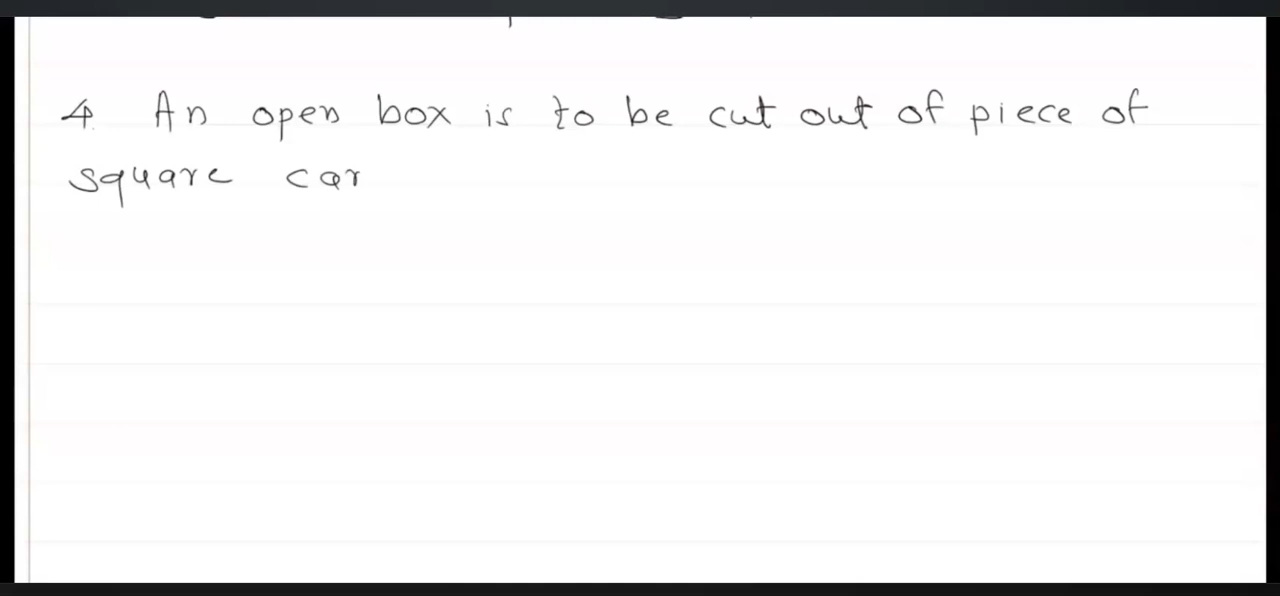 4. An open box is to be cut out of piece of
square car